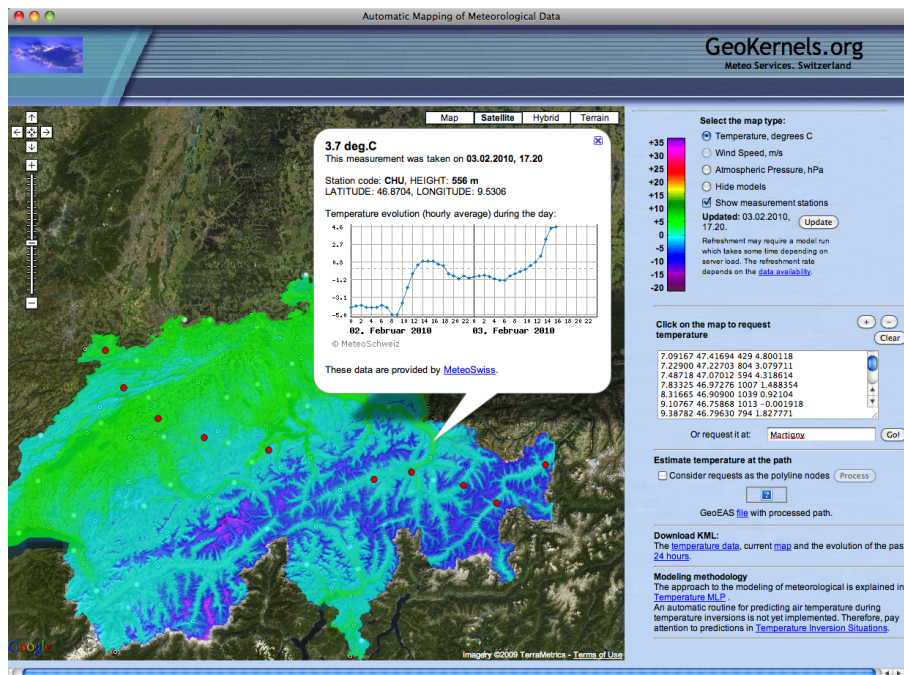 Automatic Mapping of Meteorological Data
GeoKernels.org
Meteo Services. Switzerland
Map
Satellite
Hybrid
Terrain
3.7 deg.C
This measurement was taken on 03.02.2010, 17.20
Station code: CHU, HEIGHT: 556 m
LATITUDE: 46.8704, LONGITUDE: 9.5306
Temperature evolution (hourly average) during the day:
4.6
2.7
0.8
-1.2
-3.1
-5.0
0 2 4 6 8 10 12 14 16 18 20 22 0 2 4 6 8 10 12 14 16 18 20 22
02. Februar 2010
03. Februar 2010
© MeteoSchweiz
These data are provided by MeteoSwiss.
Google
Imagery ©2009 TerraMetrics - Terms of Use
Select the map type:
+35
+30
+25
+20
+15
+10
+5
0
-5
-10
-15
-20
Temperature, degrees C
Wind Speed, m/s
Atmospheric Pressure, hPa
Hide models
Show measurement stations
Updated: 03.02.2010,
17.20.
Update
Refreshment may require a model run
which takes some time depending on
server load. The refreshment rate
depends on the data availability.
Click on the map to request
temperature
+
-
Clear
7.09167 47.41694 429 4.800118
7.22900 47.22703 804 3.079711
7.48718 47.07012 594 4.318614
7.83325 46.97276 1007 1.488354
8.31665 46.90900 1039 0.92104
9.10767 46.75868 1013 -0.001918
9.38782 46.79630 794 1.827771
Or request it at:
Martigny
Go!
Estimate temperature at the path
Consider requests as the polyline nodes
Process
?
GeoEAS file with processed path.
Download KML:
The temperature data, current map and the evolution of the pas
24 hours.
Modeling methodology
The approach to the modeling of meteorological is explained in
Temperature MLP .
An automatic routine for predicting air temperature during
temperature inversions is not yet implemented. Therefore, pay
attention to predictions in Temperature Inversion Situations.